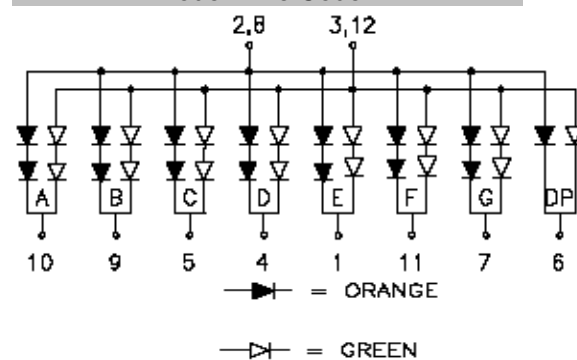 2,8 3,12
A B C D E F G DP
10 9 5 4 1 11 7 6
= ORANGE
= GREEN